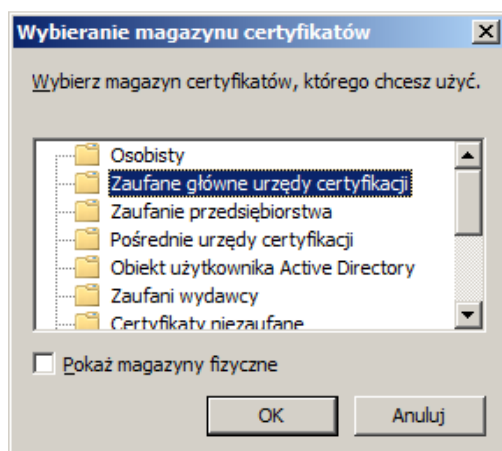 Wybieranie magazynu certyfikatów
Wybierz magazyn certyfikatów, którego chcesz użyć.
Osobisty
Zaufane główne urzędy certyfikacji
Zaufanie przedsiębiorstwa
Pośrednie urzędy certyfikacji
Obiekt użytkownika Active Directory
Zaufani wydawcy
Certyfikaty niezaufane
Pokaż magazyny fizyczne
OK
Anuluj